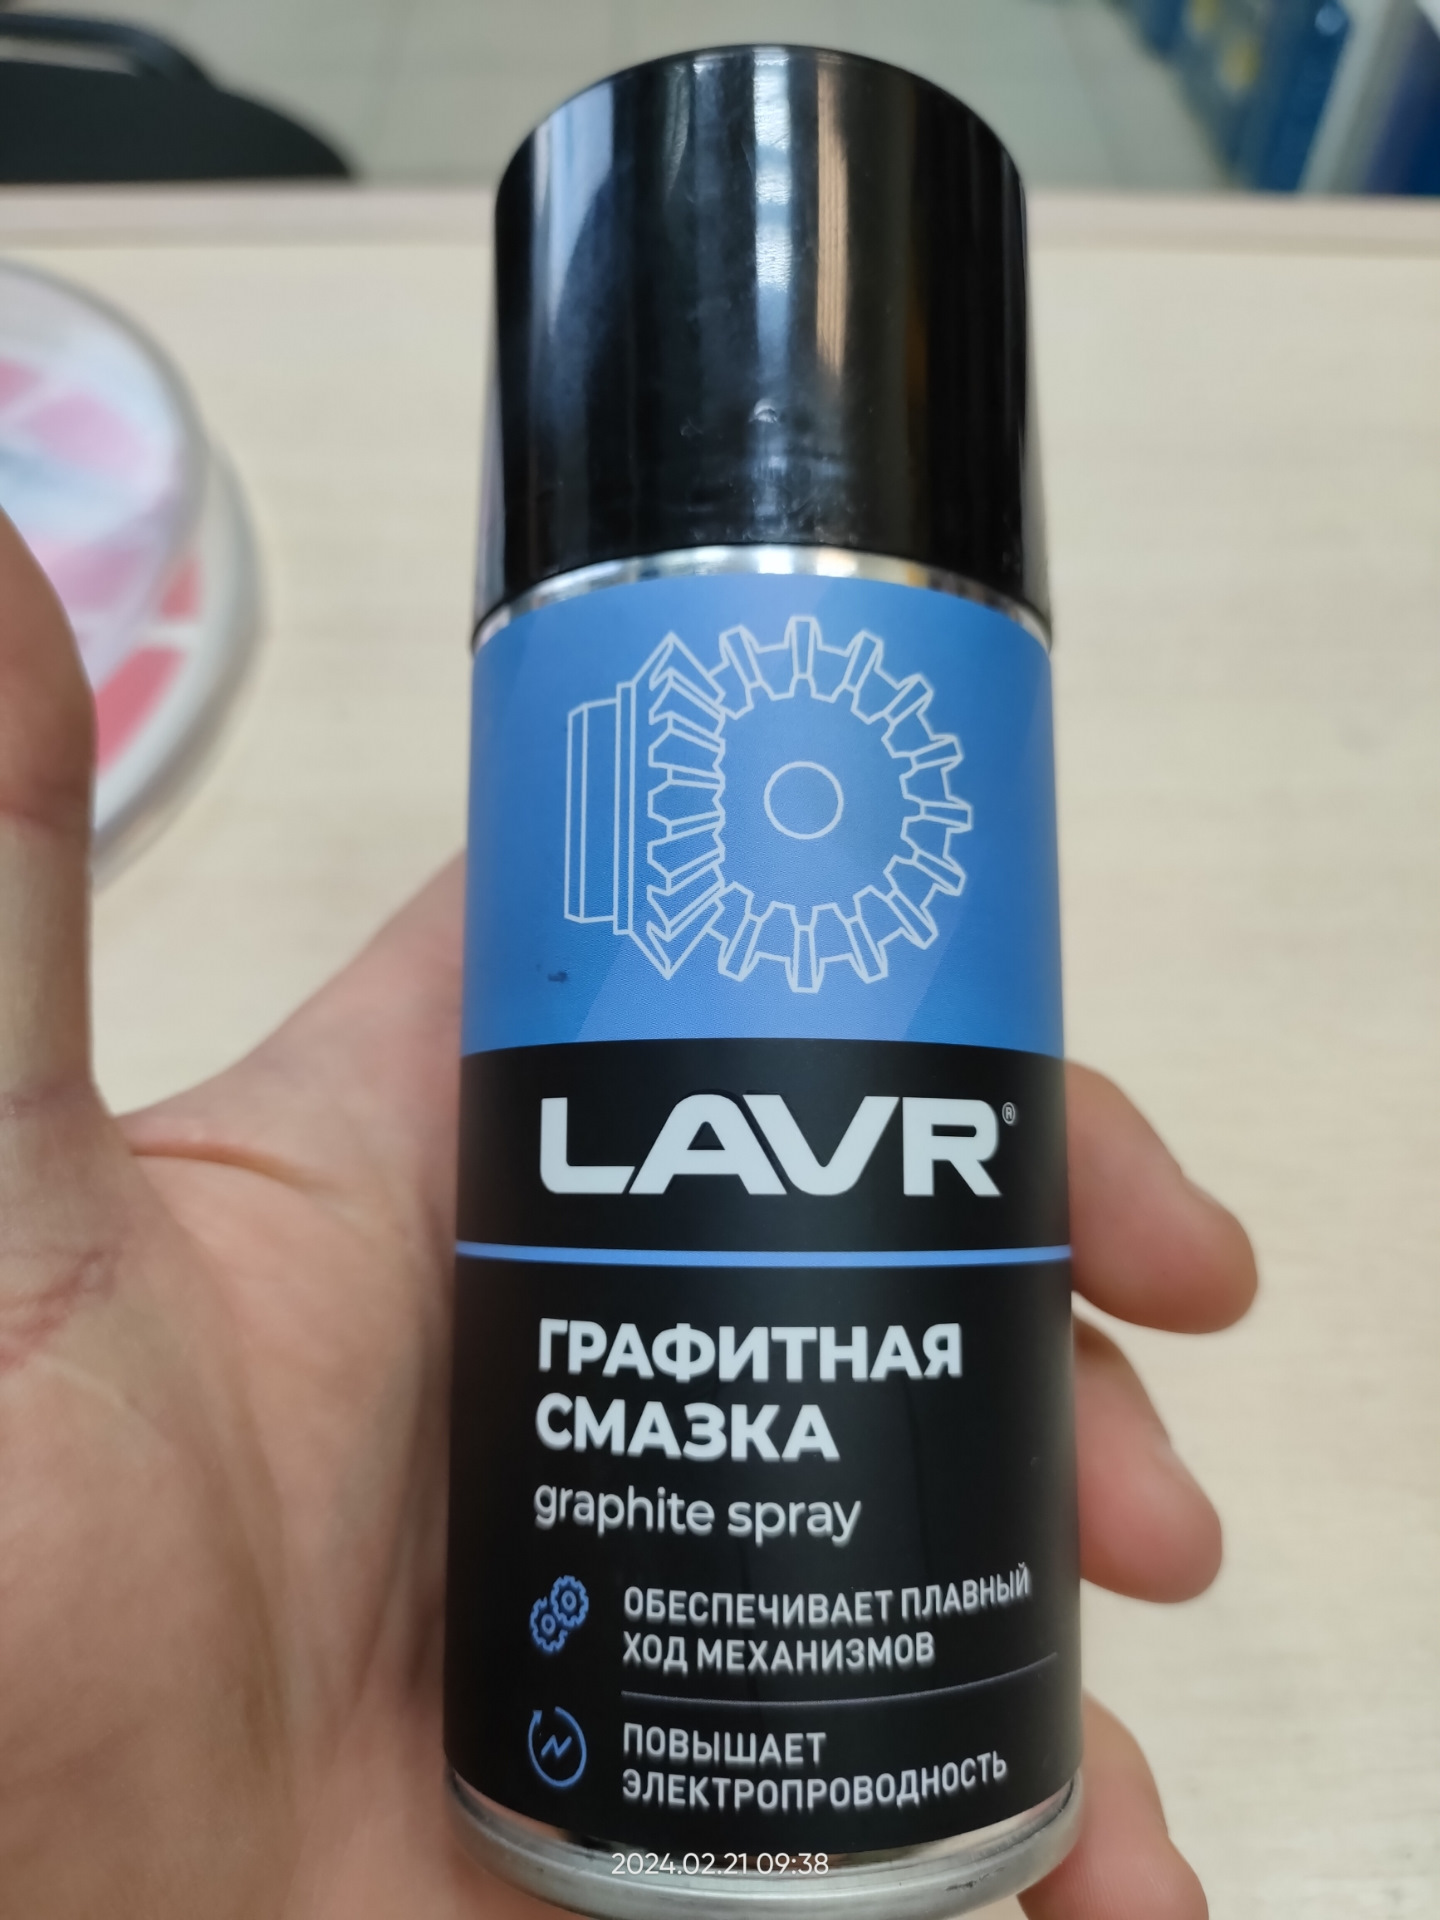 LAVR®
ГРАФИТНАЯ
СМАЗКА
graphite spray
ОБЕСПЕЧИВАЕТ ПЛАВНЫЙ
ХОД МЕХАНИЗМОВ
ПОВЫШАЕТ
ЭЛЕКТРОПРОВОДНОСТЬ
2024.02.21 09:38